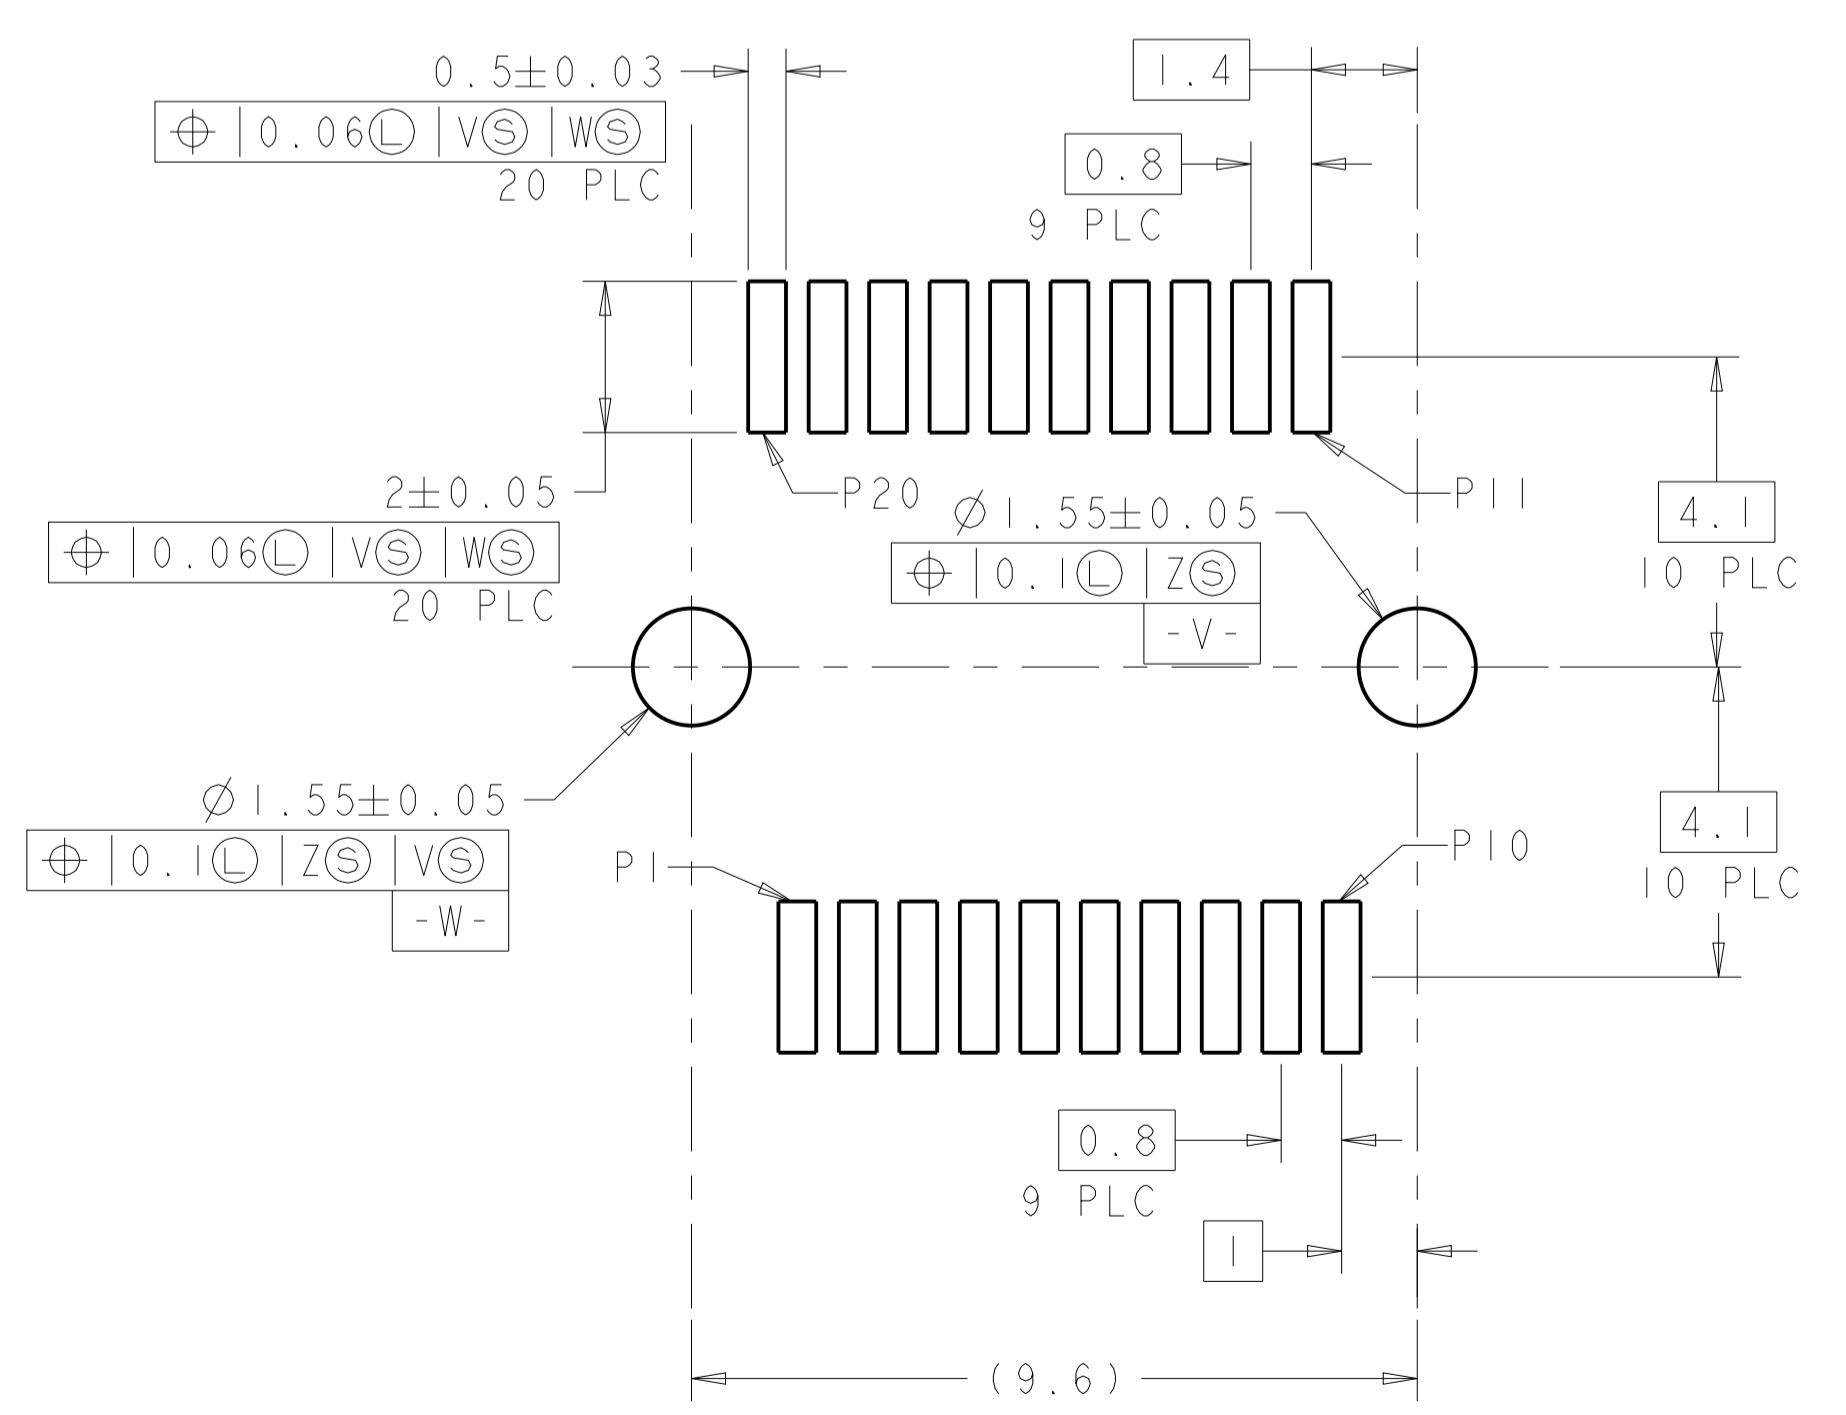 0.5±0.03
⌖ 0.06Ⓛ VⓈ WⓈ
20 PLC
1.4
0.8
9 PLC
2±0.05
⌖ 0.06Ⓛ VⓈ WⓈ
20 PLC
P20
P11
Ø1.55±0.05
⌖ 0.1Ⓛ ZⓈ
-V-
4.1
10 PLC
Ø1.55±0.05
⌖ 0.1Ⓛ ZⓈ VⓈ
-W-
P1
P10
4.1
10 PLC
0.8
9 PLC
1
(9.6)